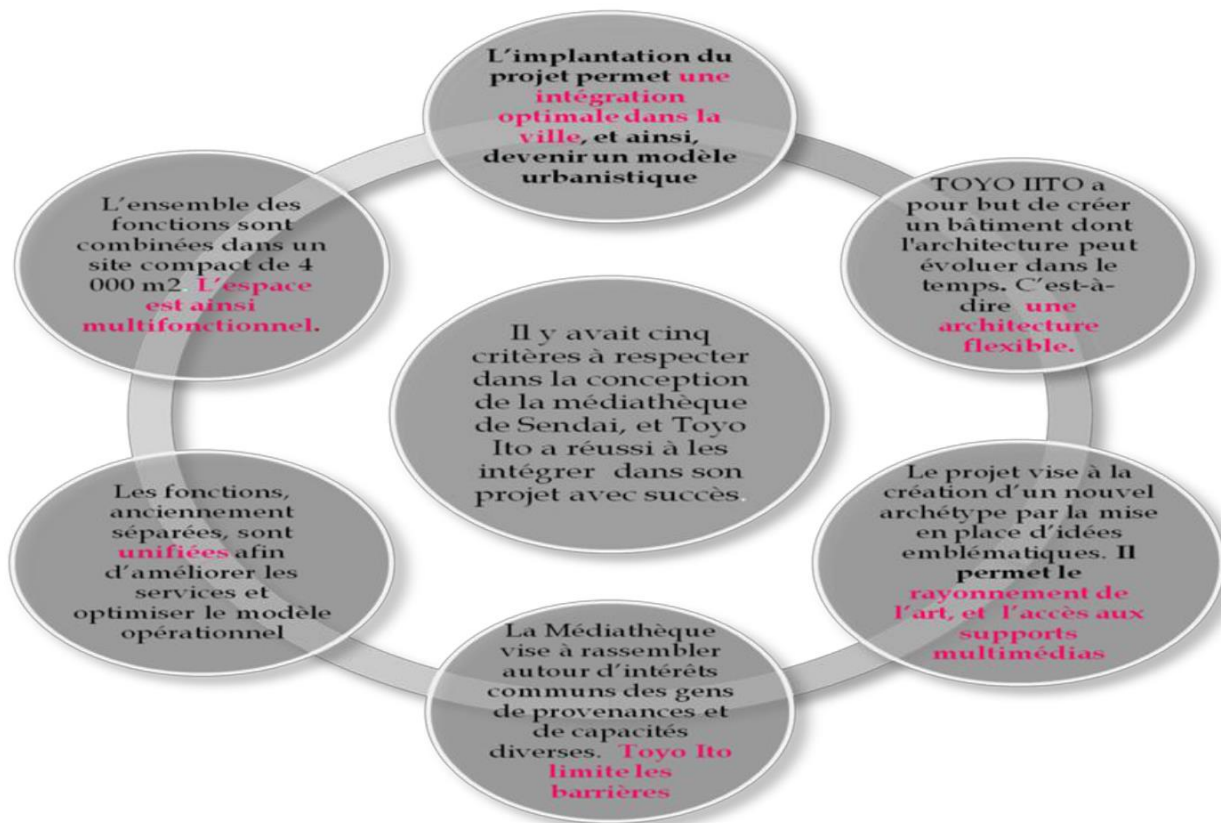 L'implantation du
projet permet une
intégration
optimale dans la
ville, et ainsi,
devenir un modèle
urbanistique
TOYO IITO a
pour but de créer
un bâtiment dont
l'architecture peut
évoluer dans le
temps. C'est-à-
dire une
architecture
flexible.
Le projet vise à la
création d'un nouvel
archétype par la mise
en place d'idées
emblématiques. Il
permet le
rayonnement de
l'art, et l'accès aux
supports
multimédias
La Médiathèque
vise à rassembler
autour d'intérêts
communs des gens
de provenances et
de capacités
diverses. Toyo Ito
limite les
barrières
Les fonctions,
anciennement
séparées, sont
unifiées afin
d'améliorer les
services et
optimiser le modèle
opérationnel
L'ensemble des
fonctions sont
combinées dans un
site compact de 4
000 m2. L'espace
est ainsi
multifonctionnel.
Il y avait cinq
critères à respecter
dans la conception
de la médiathèque
de Sendai, et Toyo
Ito a réussi à les
intégrer dans son
projet avec succès.